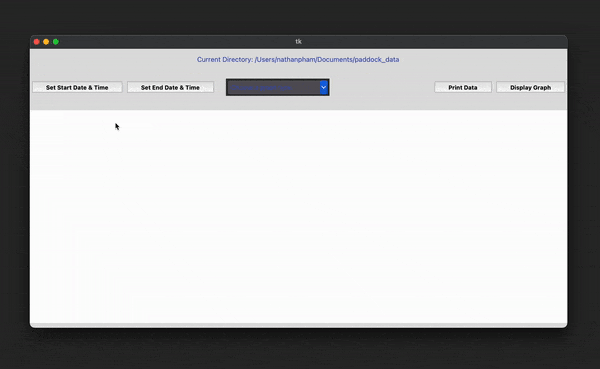 tk
Current Directory: /Users/nathanpham/Documents/paddock_data
Set Start Date & Time
Set End Date & Time
Print Data
Display Graph